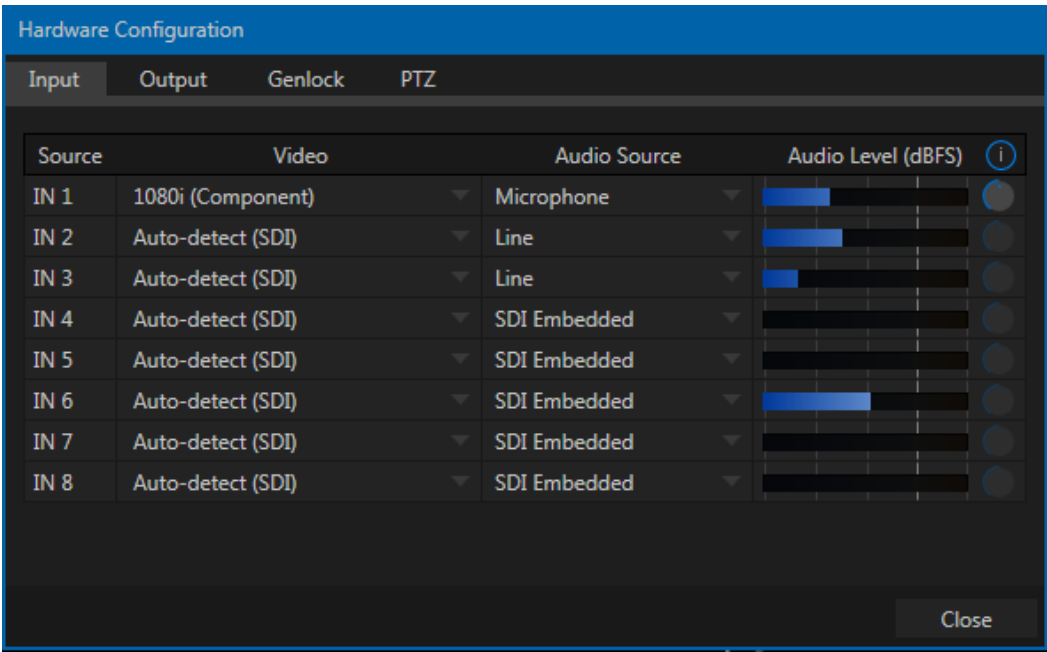 Hardware Configuration
Input Output Genlock PTZ
Source Video Audio Source Audio Level (dBFS) i
IN 1 1080i (Component) Microphone
IN 2 Auto-detect (SDI) Line
IN 3 Auto-detect (SDI) Line
IN 4 Auto-detect (SDI) SDI Embedded
IN 5 Auto-detect (SDI) SDI Embedded
IN 6 Auto-detect (SDI) SDI Embedded
IN 7 Auto-detect (SDI) SDI Embedded
IN 8 Auto-detect (SDI) SDI Embedded
Close